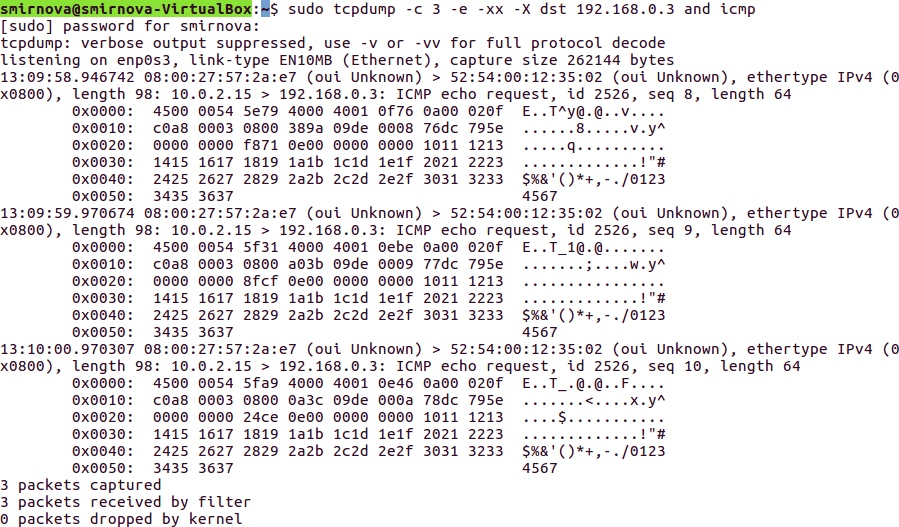 smirnova@smirnova-VirtualBox:~$ sudo tcpdump -c 3 -e -xx -X dst 192.168.0.3 and icmp
[sudo] password for smirnova:
tcpdump: verbose output suppressed, use -v or -vv for full protocol decode
listening on enp0s3, link-type EN10MB (Ethernet), capture size 262144 bytes
13:09:58.946742 08:00:27:57:2a:e7 (oui Unknown) > 52:54:00:12:35:02 (oui Unknown), ethertype IPv4 (0
x0800), length 98: 10.0.2.15 > 192.168.0.3: ICMP echo request, id 2526, seq 8, length 64
0x0000:  4500 0054 5e79 4000 4001 0f76 0a00 020f  E..T^y@.@..v....
0x0010:  c0a8 0003 0800 389a 09de 0008 76dc 795e  ......8.....v.y^
0x0020:  0000 0000 f871 0e00 0000 0000 1011 1213  .....q..........
0x0030:  1415 1617 1819 1a1b 1c1d 1e1f 2021 2223  .............!"#
0x0040:  2425 2627 2829 2a2b 2c2d 2e2f 3031 3233  $%&'()*+,-./0123
0x0050:  3435 3637  4567
13:09:59.970674 08:00:27:57:2a:e7 (oui Unknown) > 52:54:00:12:35:02 (oui Unknown), ethertype IPv4 (0
x0800), length 98: 10.0.2.15 > 192.168.0.3: ICMP echo request, id 2526, seq 9, length 64
0x0000:  4500 0054 5f31 4000 4001 0ebe 0a00 020f  E..T_1@.@.......
0x0010:  c0a8 0003 0800 a03b 09de 0009 77dc 795e  .......;....w.y^
0x0020:  0000 0000 8fcf 0e00 0000 0000 1011 1213  ................
0x0030:  1415 1617 1819 1a1b 1c1d 1e1f 2021 2223  .............!"#
0x0040:  2425 2627 2829 2a2b 2c2d 2e2f 3031 3233  $%&'()*+,-./0123
0x0050:  3435 3637  4567
13:10:00.970307 08:00:27:57:2a:e7 (oui Unknown) > 52:54:00:12:35:02 (oui Unknown), ethertype IPv4 (0
x0800), length 98: 10.0.2.15 > 192.168.0.3: ICMP echo request, id 2526, seq 10, length 64
0x0000:  4500 0054 5fa9 4000 4001 0e46 0a00 020f  E..T_.@.@..F....
0x0010:  c0a8 0003 0800 0a3c 09de 000a 78dc 795e  .......<....x.y^
0x0020:  0000 0000 24ce 0e00 0000 0000 1011 1213  ....$...........
0x0030:  1415 1617 1819 1a1b 1c1d 1e1f 2021 2223  .............!"#
0x0040:  2425 2627 2829 2a2b 2c2d 2e2f 3031 3233  $%&'()*+,-./0123
0x0050:  3435 3637  4567
3 packets captured
3 packets received by filter
0 packets dropped by kernel